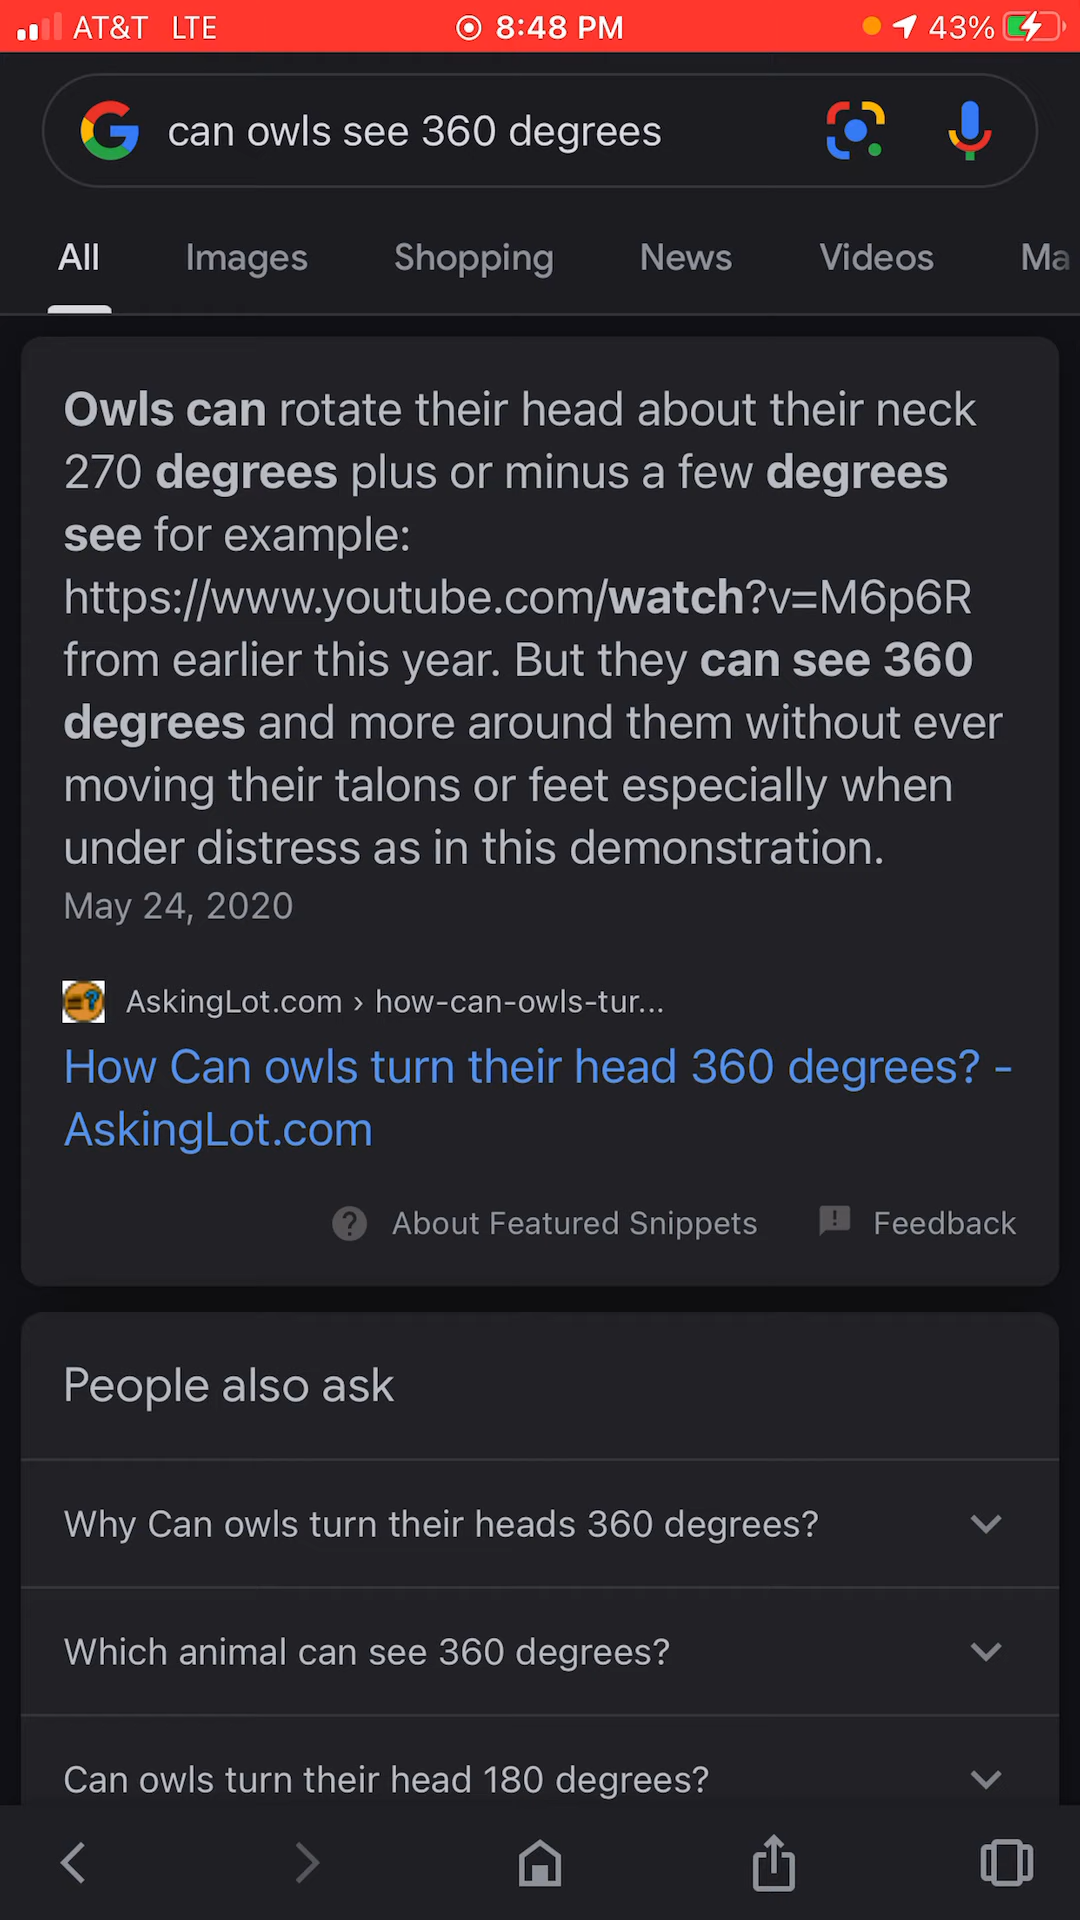 AT&T LTE 8:48 PM 43%
can owls see 360 degrees
All Images Shopping News Videos Ma
Owls can rotate their head about their neck
270 degrees plus or minus a few degrees
see for example:
https://www.youtube.com/watch?v=M6p6R
from earlier this year. But they can see 360
degrees and more around them without ever
moving their talons or feet especially when
under distress as in this demonstration.
May 24, 2020
AskingLot.com › how-can-owls-tur...
How Can owls turn their head 360 degrees? -
AskingLot.com
About Featured Snippets Feedback
People also ask
Why Can owls turn their heads 360 degrees?
Which animal can see 360 degrees?
Can owls turn their head 180 degrees?